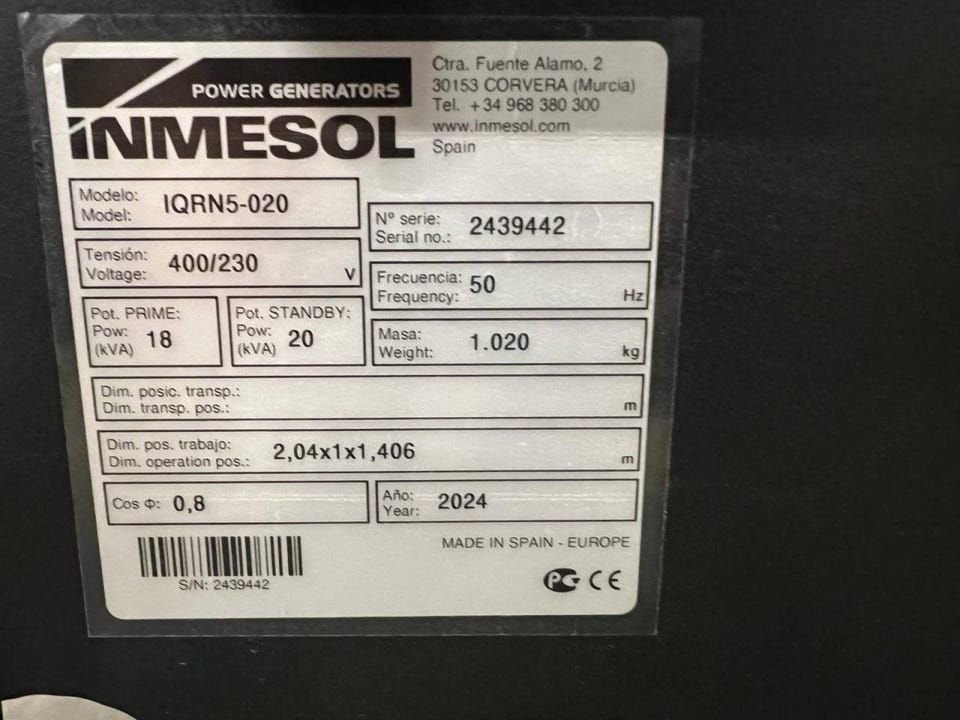 POWER GENERATORS
INMESOL
Ctra. Fuente Alamo, 2
30153 CORVERA (Murcia)
Tel. +34 968 380 300
www.inmesol.com
Spain
Modelo:
Model: IQRN5-020
Nº serie:
Serial no.: 2439442
Tensión:
Voltage: 400/230 V
Frecuencia:
Frequency: 50 Hz
Pot. PRIME:
Pow:
(kVA) 18
Pot. STANDBY:
Pow:
(kVA) 20
Masa:
Weight: 1.020 kg
Dim. posic. transp.:
Dim. transp. pos.: m
Dim. pos. trabajo:
Dim. operation pos.: 2,04x1x1,406 m
Cos Φ: 0,8
Año:
Year: 2024
S/N: 2439442
MADE IN SPAIN - EUROPE
PG CE